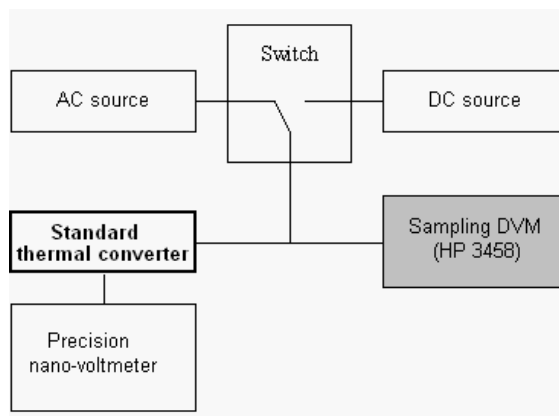 Switch
AC source
DC source
Standard
thermal converter
Sampling DVM
(HP 3458)
Precision
nano-voltmeter